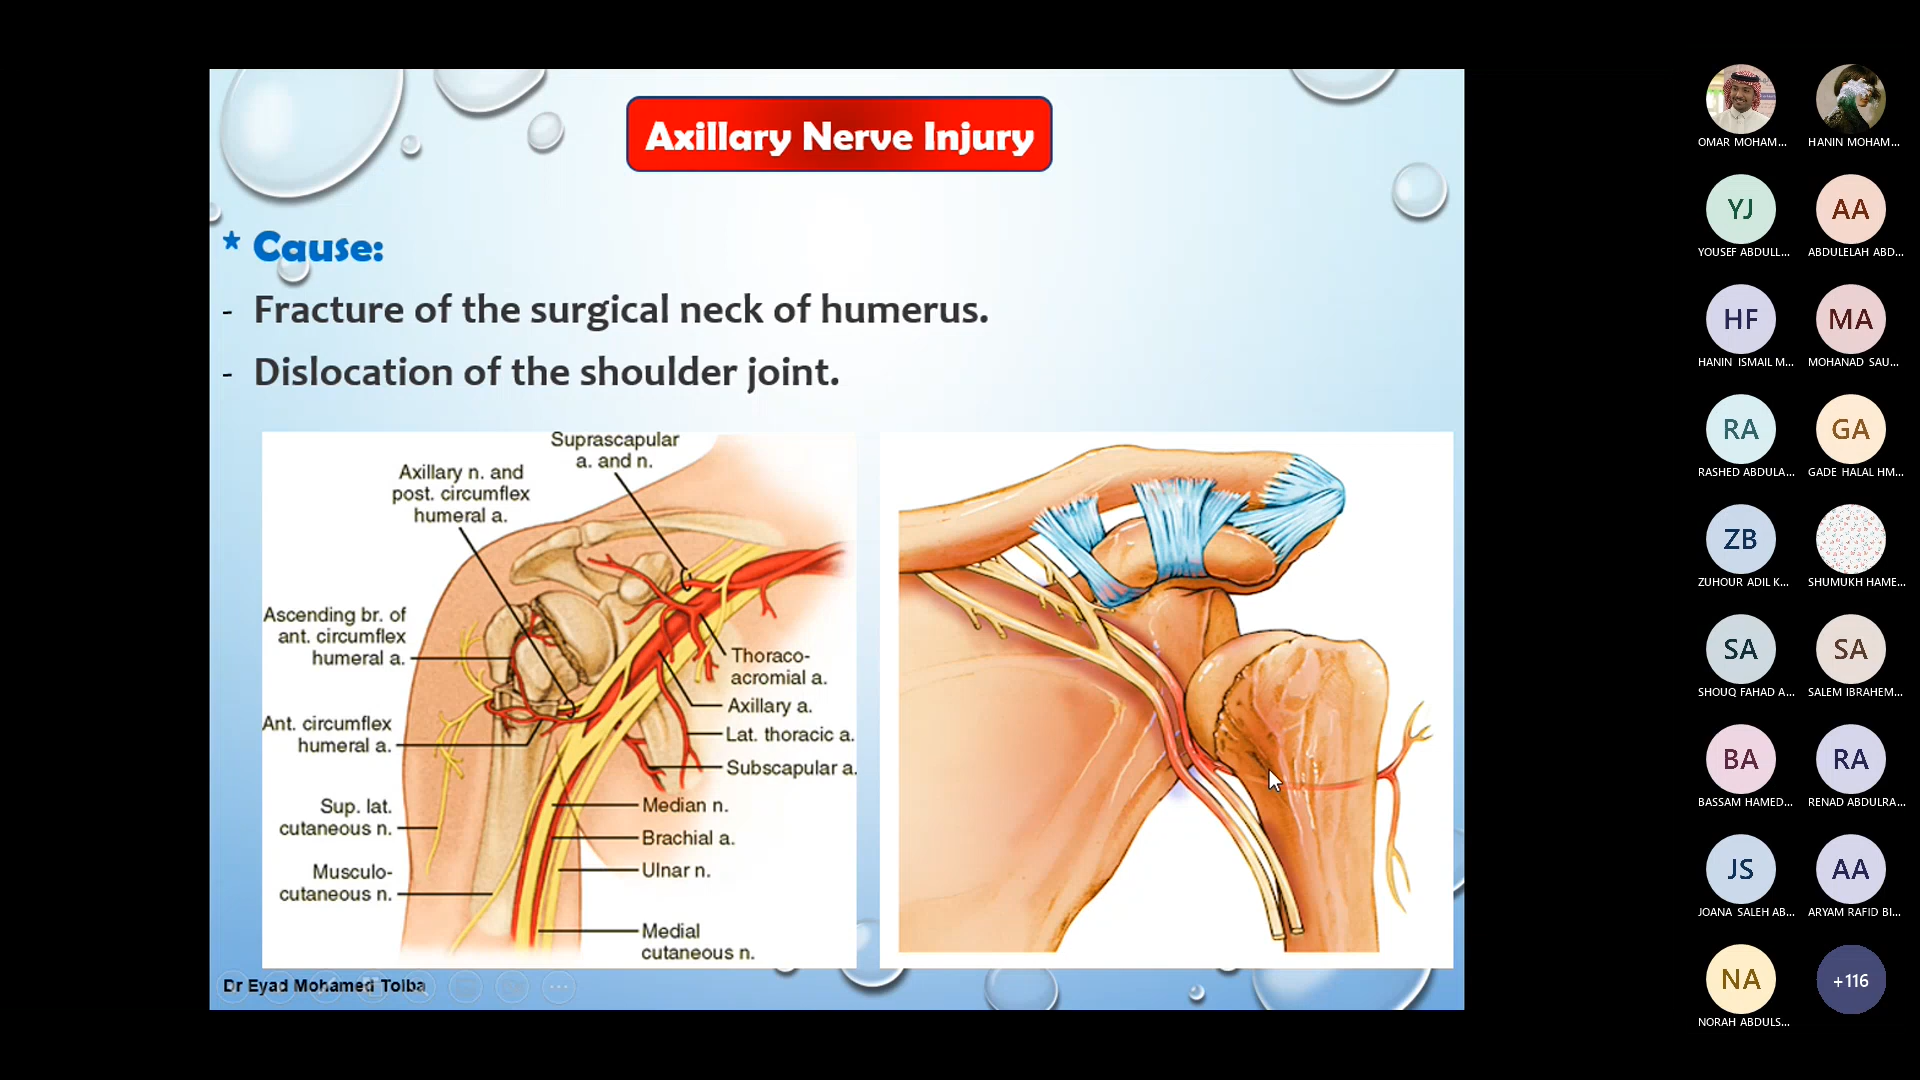 Axillary Nerve Injury
* Cause:
- Fracture of the surgical neck of humerus.
- Dislocation of the shoulder joint.
Suprascapular
a. and n.
Axillary n. and
post. circumflex
humeral a.
Ascending br. of
ant. circumflex
humeral a.
Ant. circumflex
humeral a.
Sup. lat.
cutaneous n.
Musculo-
cutaneous n.
Thoraco-
acromial a.
Axillary a.
Lat. thoracic a.
Subscapular a.
Median n.
Brachial a.
Ulnar n.
Medial
cutaneous n.
Dr Eyad Mohamed Tolba
OMAR MOHAM...
HANIN MOHAM...
YJ
YOUSEF ABDULL...
AA
ABDULELAH ABD...
HF
HANIN ISMAIL M...
MA
MOHANAD SAU...
RA
RASHED ABDULA...
GA
GADE HALAL HM...
ZB
ZUHOUR ADIL K...
SHUMUKH HAME...
SA
SHOUQ FAHAD A...
SA
SALEM IBRAHEM...
BA
BASSAM HAMED...
RA
RENAD ABDULRA...
JS
JOANA SALEH AB...
AA
ARYAM RAFID BI...
NA
NORAH ABDULS...
+116